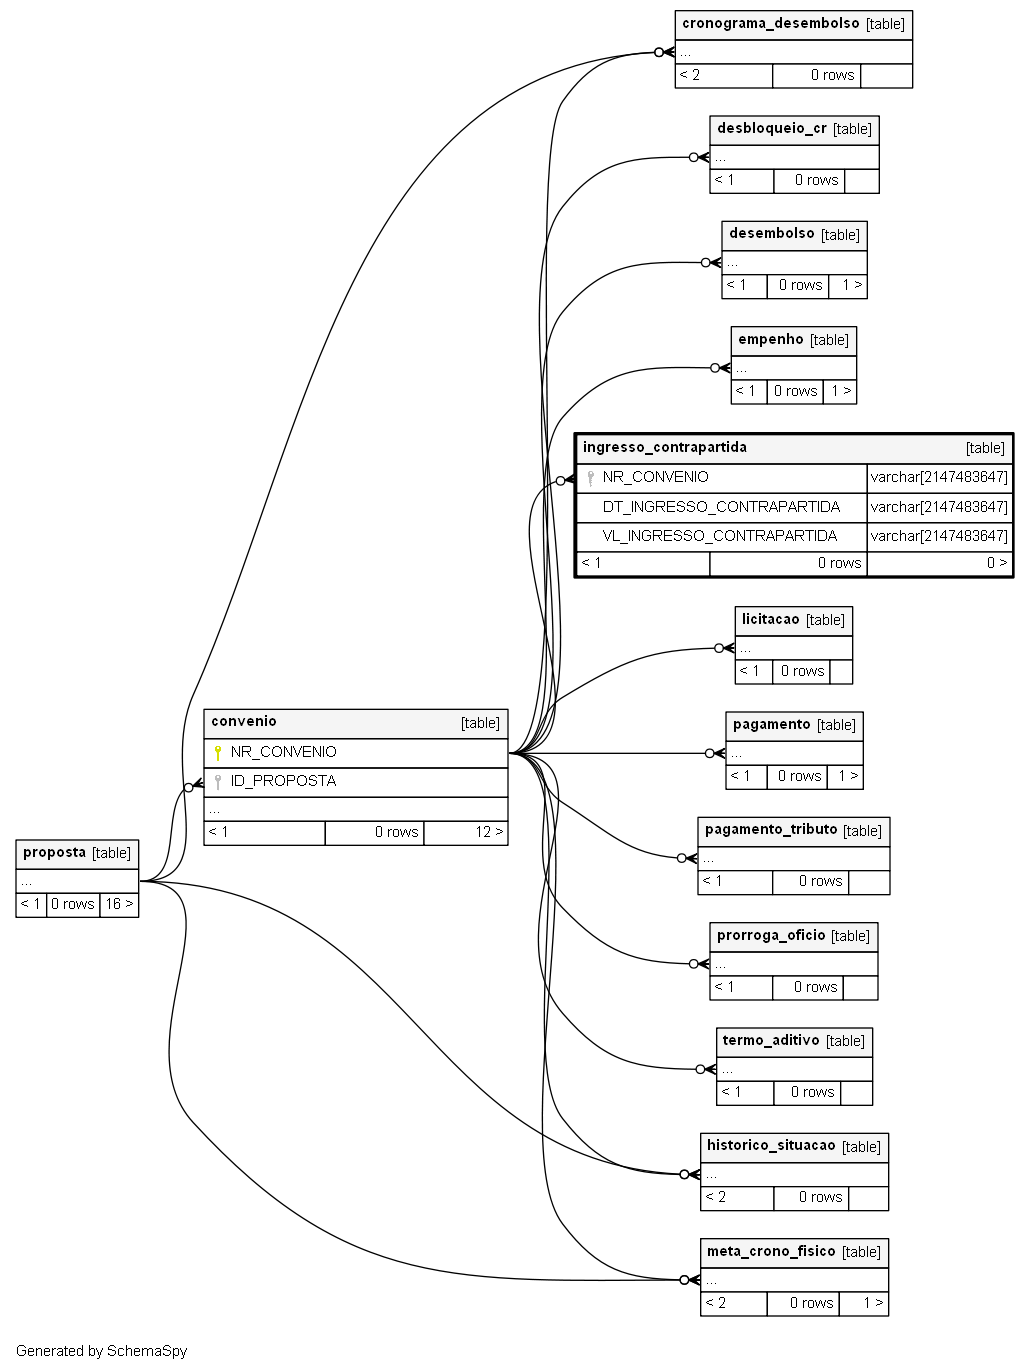 cronograma_desembolso [table]
...
< 2 0 rows
desbloqueio_cr [table]
...
< 1 0 rows
desembolso [table]
...
< 1 0 rows 1 >
empenho [table]
...
< 1 0 rows 1 >
ingresso_contrapartida [table]
NR_CONVENIO varchar[2147483647]
DT_INGRESSO_CONTRAPARTIDA varchar[2147483647]
VL_INGRESSO_CONTRAPARTIDA varchar[2147483647]
< 1 0 rows 0 >
licitacao [table]
...
< 1 0 rows
convenio [table]
NR_CONVENIO
ID_PROPOSTA
...
< 1 0 rows 12 >
pagamento [table]
...
< 1 0 rows 1 >
pagamento_tributo [table]
...
< 1 0 rows
proposta [table]
...
< 1 0 rows 16 >
prorroga_oficio [table]
...
< 1 0 rows
termo_aditivo [table]
...
< 1 0 rows
historico_situacao [table]
...
< 2 0 rows
meta_crono_fisico [table]
...
< 2 0 rows 1 >
Generated by SchemaSpy